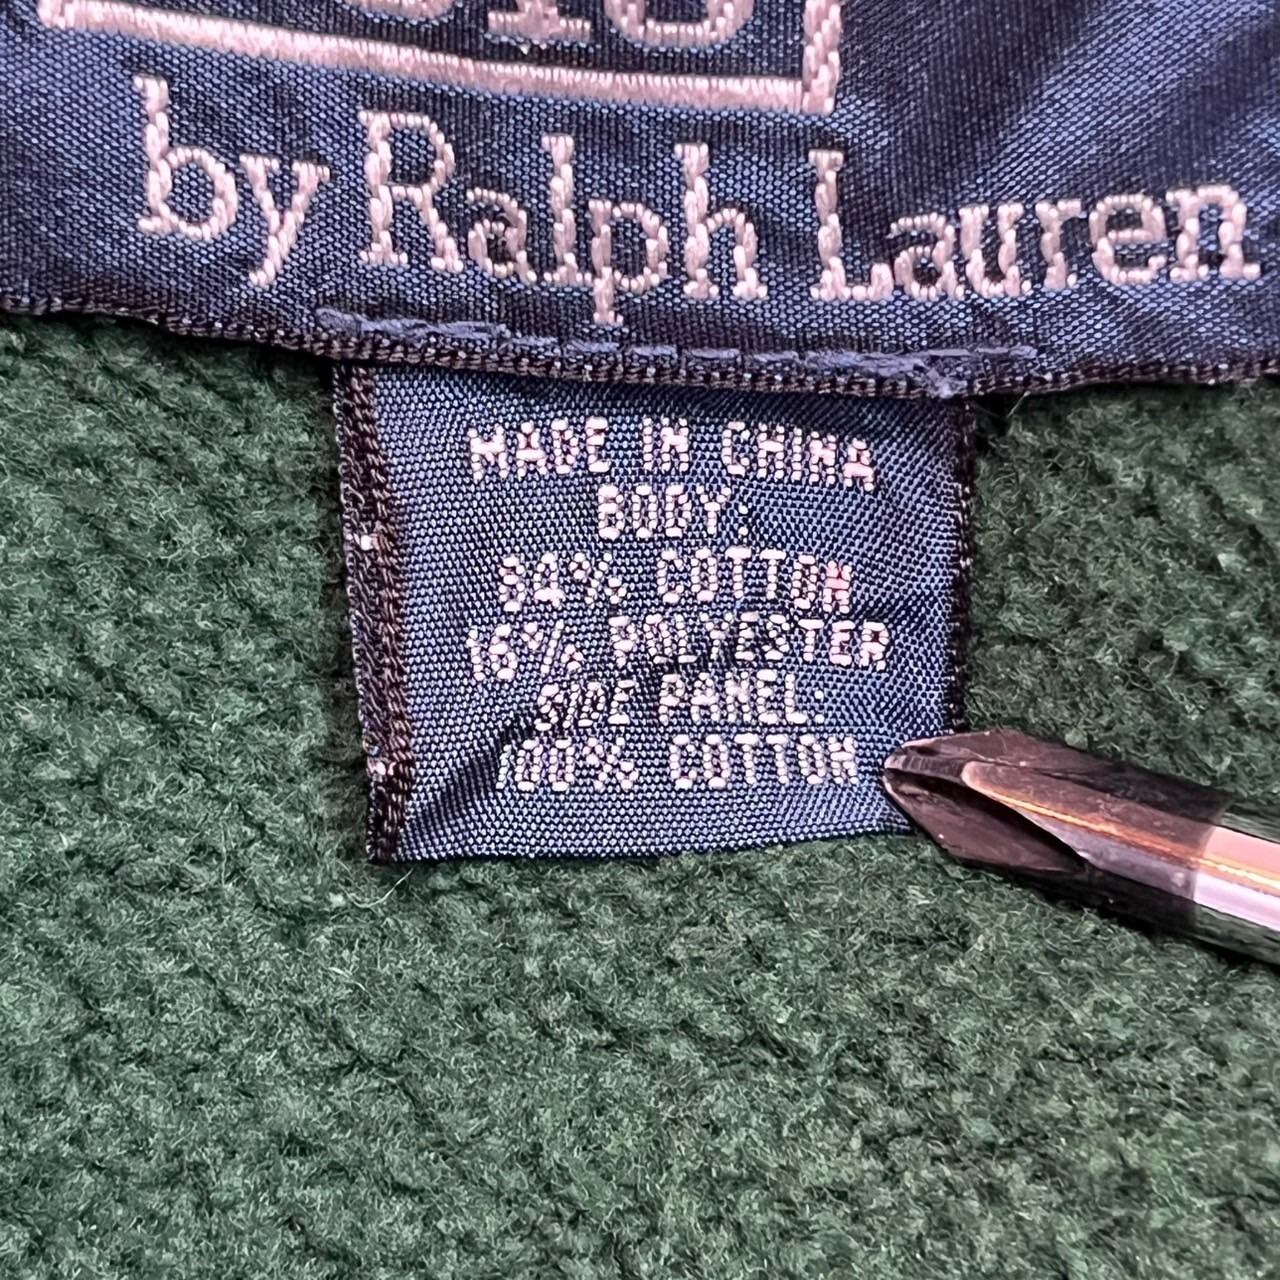 by Ralph Lauren
MADE IN CHINA
BODY:
84% COTTON
16% POLYESTER
SIDE PANEL:
100% COTTON